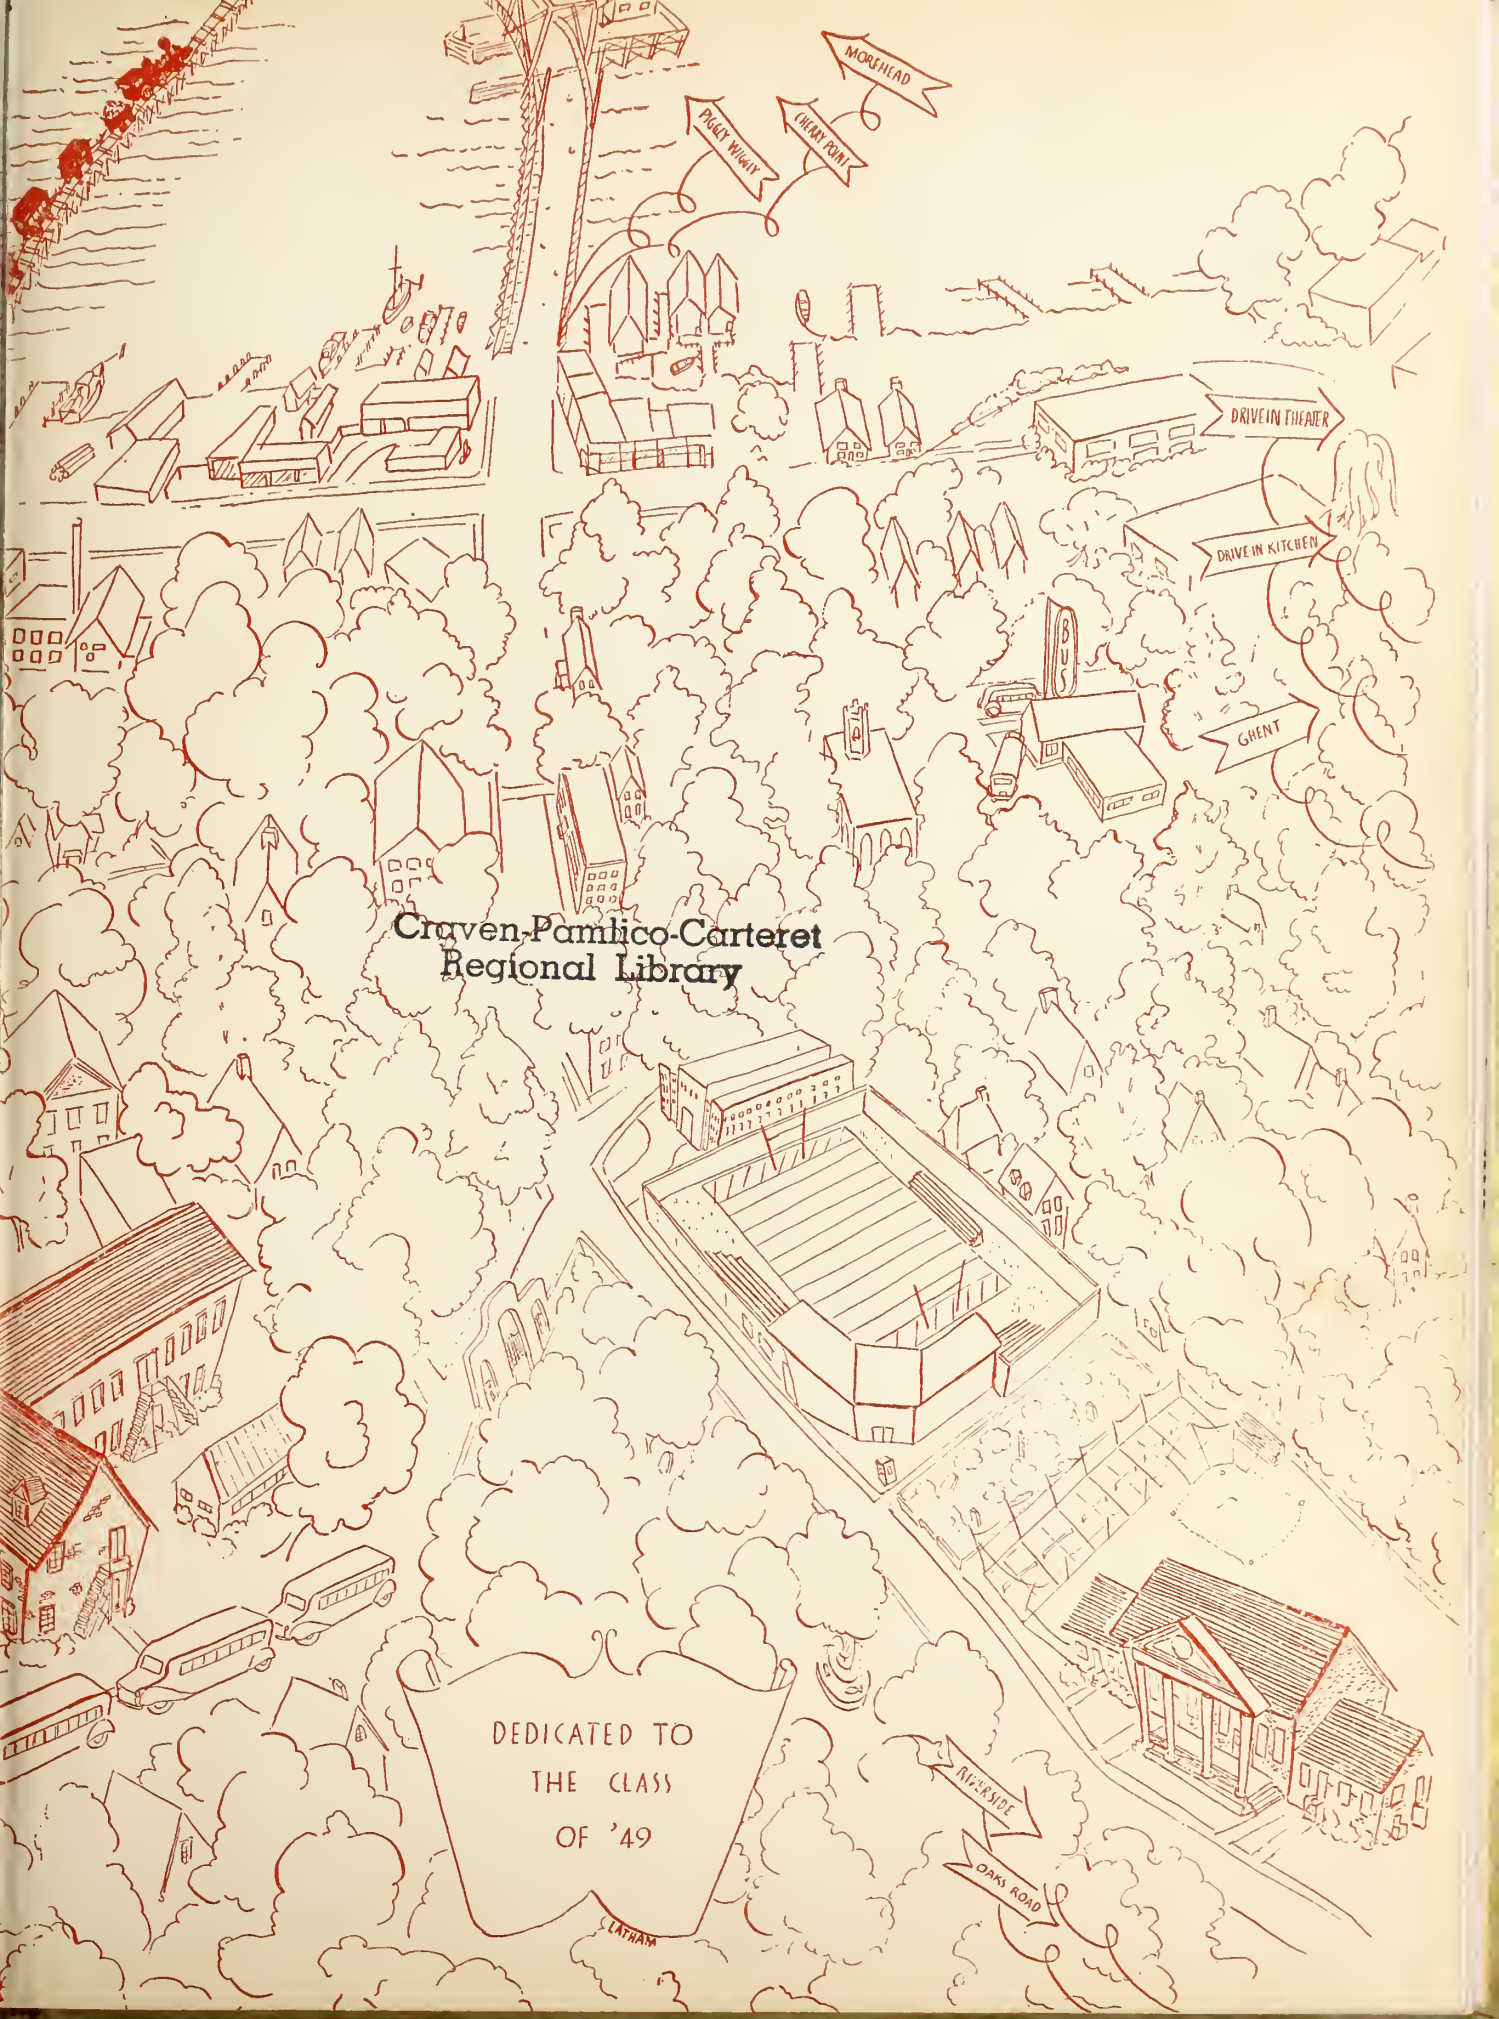 MOREHEAD
PIGGLY WIGGLY
CHERRY POINT
DRIVE IN THEATER
DRIVE IN KITCHEN
BUS
GHENT
Craven-Pamlico-Carteret
Regional Library
DEDICATED TO
THE CLASS
OF '49
RIVERSIDE
OAKS ROAD
LATHAM